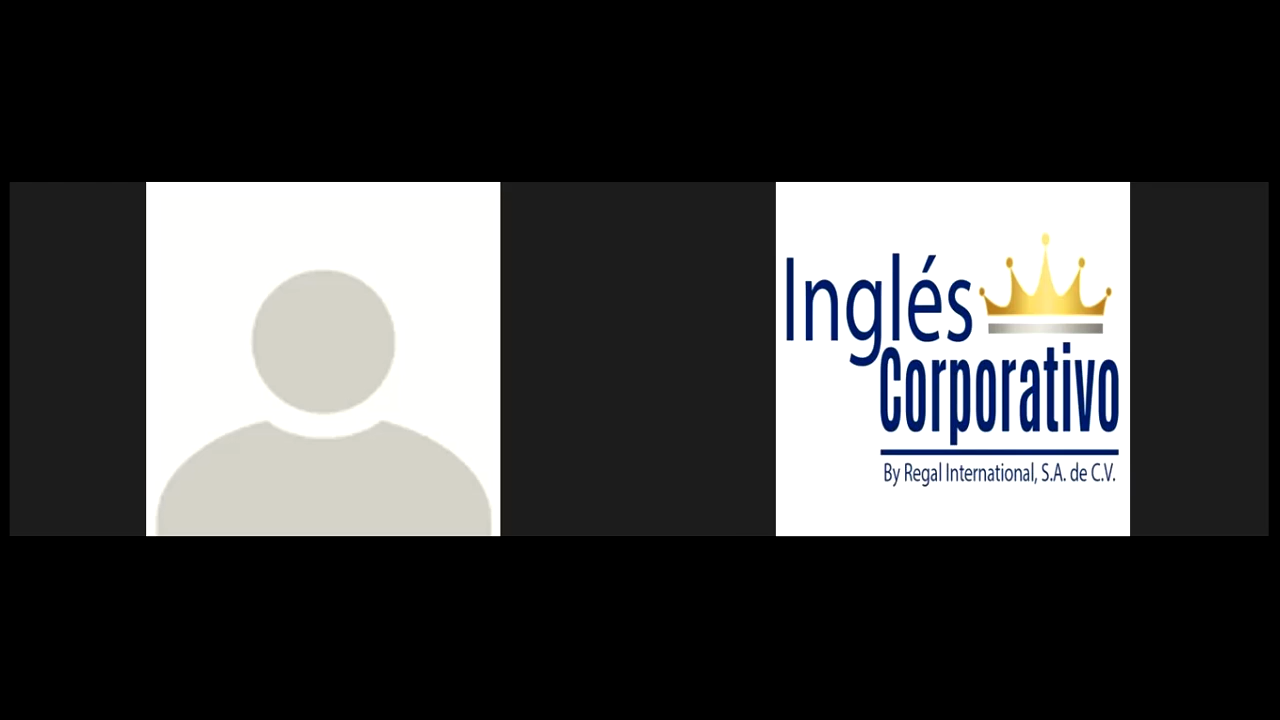 Inglés
Corporativo
By Regal International, S.A. de C.V.